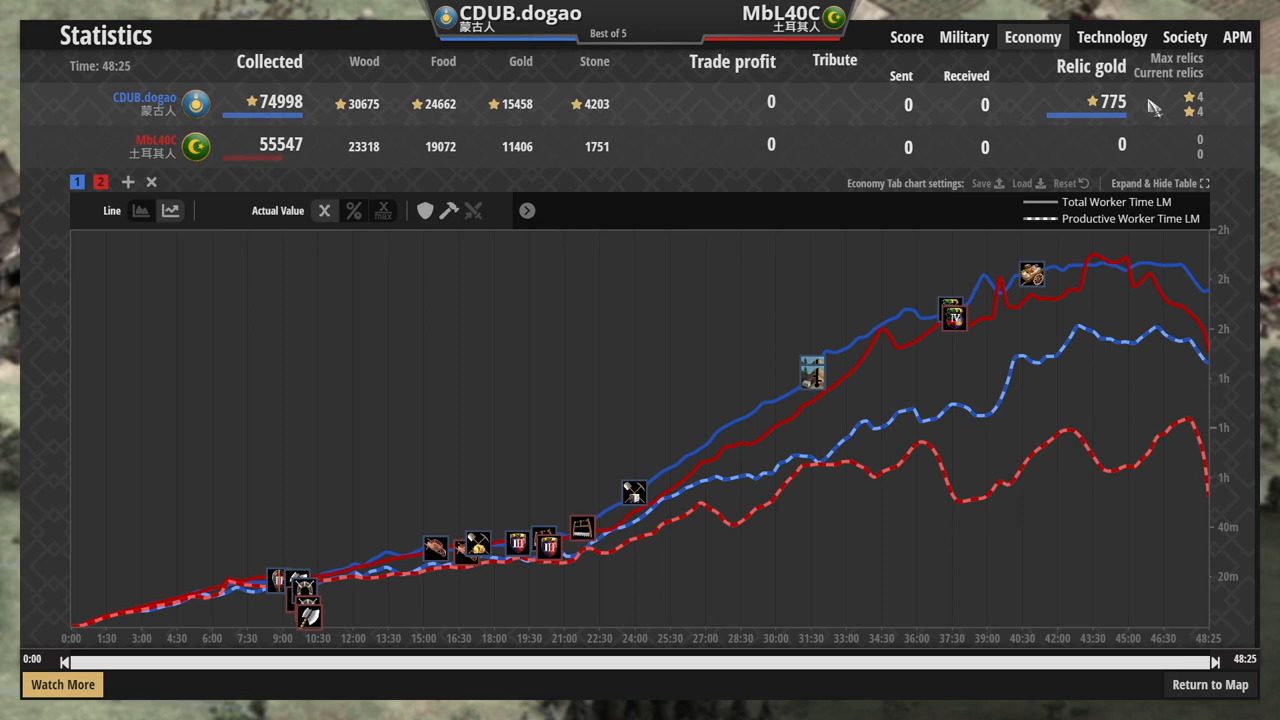 CDUB.dogao
蒙古人
Best of 5
MbL40C
土耳其人
Statistics
Score Military Economy Technology Society APM
Time: 48:25
Collected Wood Food Gold Stone Trade profit Tribute Sent Received Relic gold Max relics
Current relics
CDUB.dogao
蒙古人
74998 30675 24662 15458 4203 0 0 0 775 4
4
MbL40C
土耳其人
55547 23318 19072 11406 1751 0 0 0 0 0
0
1 2 + ×
Economy Tab chart settings: Save Load Reset Expand & Hide Table
Line Actual Value X % X/max
Total Worker Time LM
Productive Worker Time LM
2h
2h
2h
1h
1h
1h
40m
20m
III III IV
0:00 1:30 3:00 4:30 6:00 7:30 9:00 10:30 12:00 13:30 15:00 16:30 18:00 19:30 21:00 22:30 24:00 25:30 27:00 28:30 30:00 31:30 33:00 34:30 36:00 37:30 39:00 40:30 42:00 43:30 45:00 46:30 48:25
0:00 48:25
Watch More Return to Map